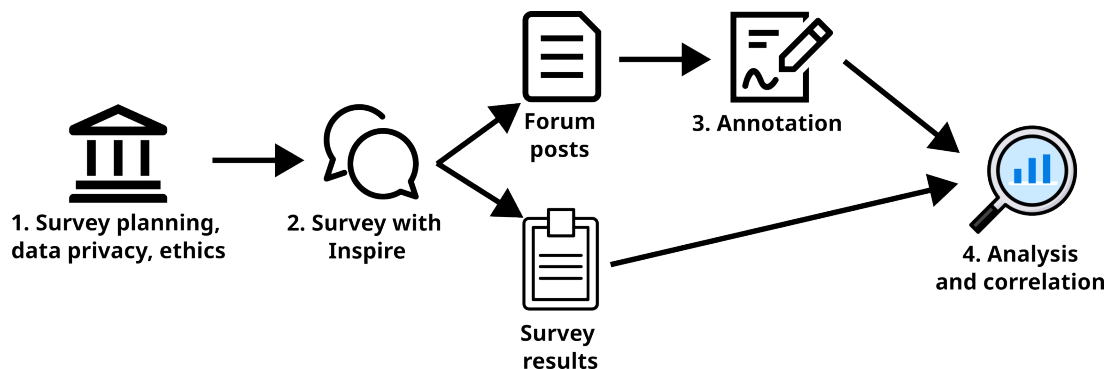 1. Survey planning,
data privacy, ethics
2. Survey with
Inspire
Forum
posts
Survey
results
3. Annotation
4. Analysis
and correlation